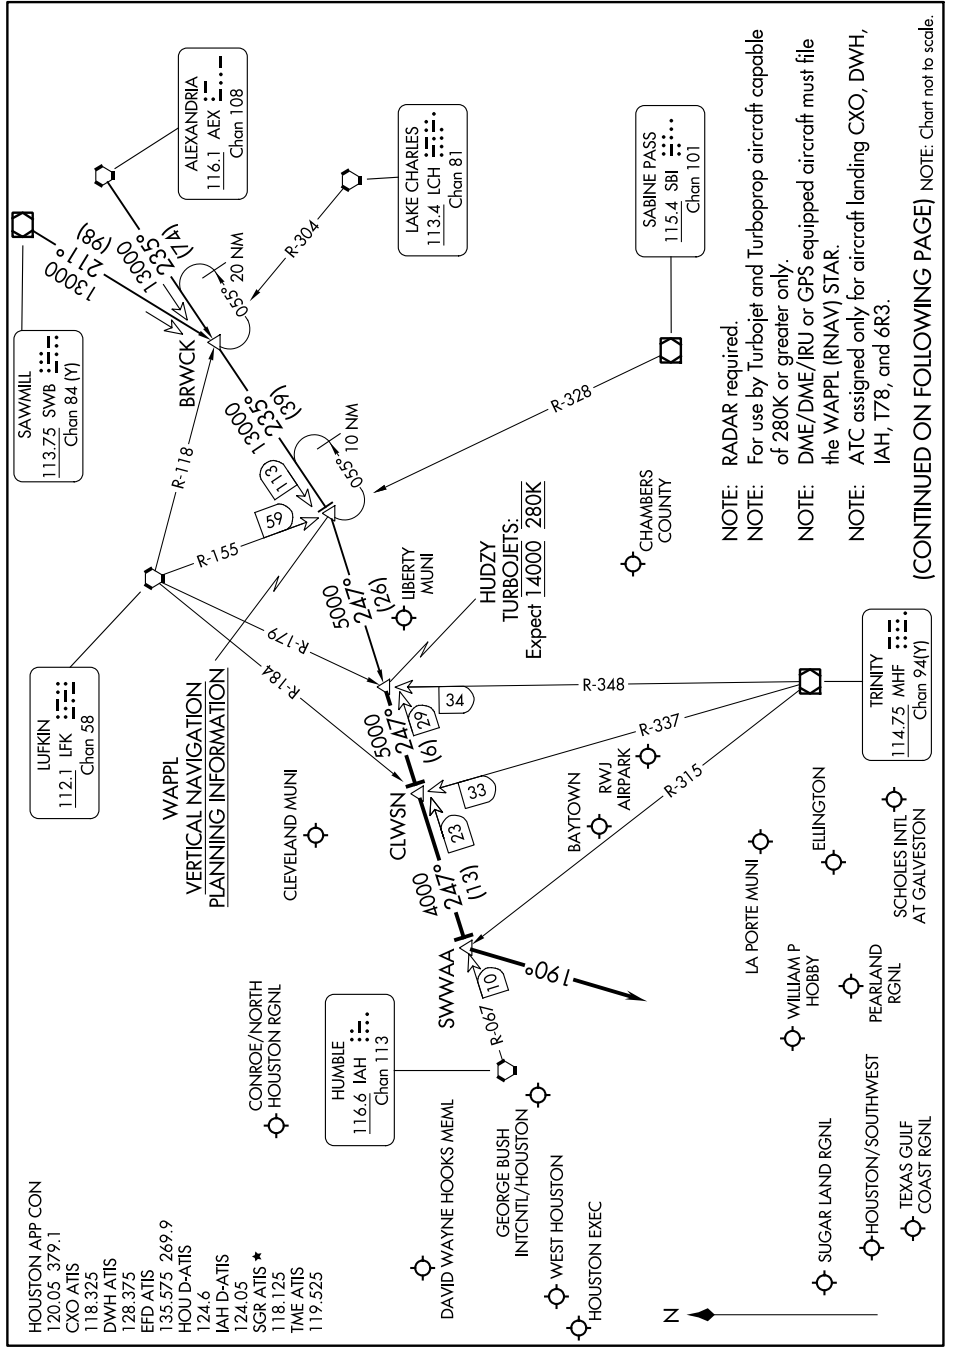 HOUSTON APP CON
120.05 379.1
CXO ATIS
118.325
DWH ATIS
128.375
EFD ATIS
135.575 269.9
HOU D-ATIS
124.6
IAH D-ATIS
124.05
SGR ATIS ★
118.125
TME ATIS
119.525
LUFKIN
112.1 LFK
Chan 58
SAWMILL
113.75 SWB
Chan 84 (Y)
ALEXANDRIA
116.1 AEX
Chan 108
LAKE CHARLES
113.4 LCH
Chan 81
SABINE PASS
115.4 SBI
Chan 101
TRINITY
114.75 MHF
Chan 94(Y)
HUMBLE
116.6 IAH
Chan 113
13000
211°
(98)
13000
235°
(74)
BRWCK
055° 20 NM
R-304
R-118
13000
235°
(39)
113
59
055° 10 NM
R-155
R-328
WAPPL
VERTICAL NAVIGATION
PLANNING INFORMATION
R-179
R-184
5000
247°
(26)
HUDZY
TURBOJETS:
Expect 14000 280K
29
34
R-348
5000
247°
(6)
CLWSN
23
33
R-337
4000
247°
(13)
SWWAA
10
R-067
R-315
190°
CLEVELAND MUNI
LIBERTY
MUNI
CHAMBERS
COUNTY
CONROE/NORTH
HOUSTON RGNL
DAVID WAYNE HOOKS MEML
GEORGE BUSH
INTCNTL/HOUSTON
WEST HOUSTON
HOUSTON EXEC
BAYTOWN
RWJ
AIRPARK
LA PORTE MUNI
ELLINGTON
SCHOLES INTL
AT GALVESTON
WILLIAM P
HOBBY
PEARLAND
RGNL
SUGAR LAND RGNL
HOUSTON/SOUTHWEST
TEXAS GULF
COAST RGNL
N
NOTE: RADAR required.
NOTE: For use by Turbojet and Turboprop aircraft capable
of 280K or greater only.
NOTE: DME/DME/IRU or GPS equipped aircraft must file
the WAPPL (RNAV) STAR.
NOTE: ATC assigned only for aircraft landing CXO, DWH,
IAH, T78, and 6R3.
(CONTINUED ON FOLLOWING PAGE) NOTE: Chart not to scale.